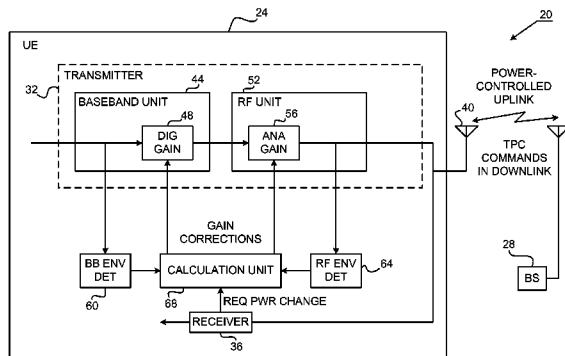 24
20
UE
TRANSMITTER
32
44
BASEBAND UNIT
48
DIG
GAIN
52
RF UNIT
56
ANA
GAIN
POWER-
CONTROLLED
UPLINK
40
TPC
COMMANDS
IN DOWNLINK
GAIN
CORRECTIONS
BB ENV
DET
60
CALCULATION UNIT
66
RF ENV
DET
64
REQ PWR CHANGE
RECEIVER
36
28
BS